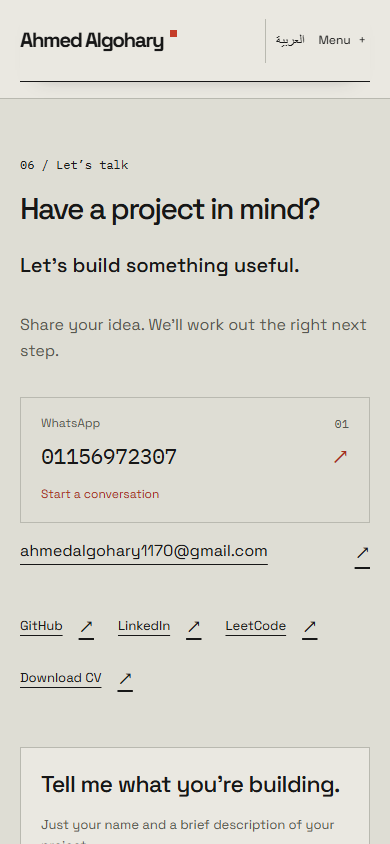 Ahmed Algohary
العربية
Menu +
06 / Let's talk
Have a project in mind?
Let's build something useful.
Share your idea. We'll work out the right next
step.
WhatsApp
01
01156972307
↗
Start a conversation
ahmedalgohary1170@gmail.com ↗
GitHub ↗ LinkedIn ↗ LeetCode ↗
Download CV ↗
Tell me what you're building.
Just your name and a brief description of your